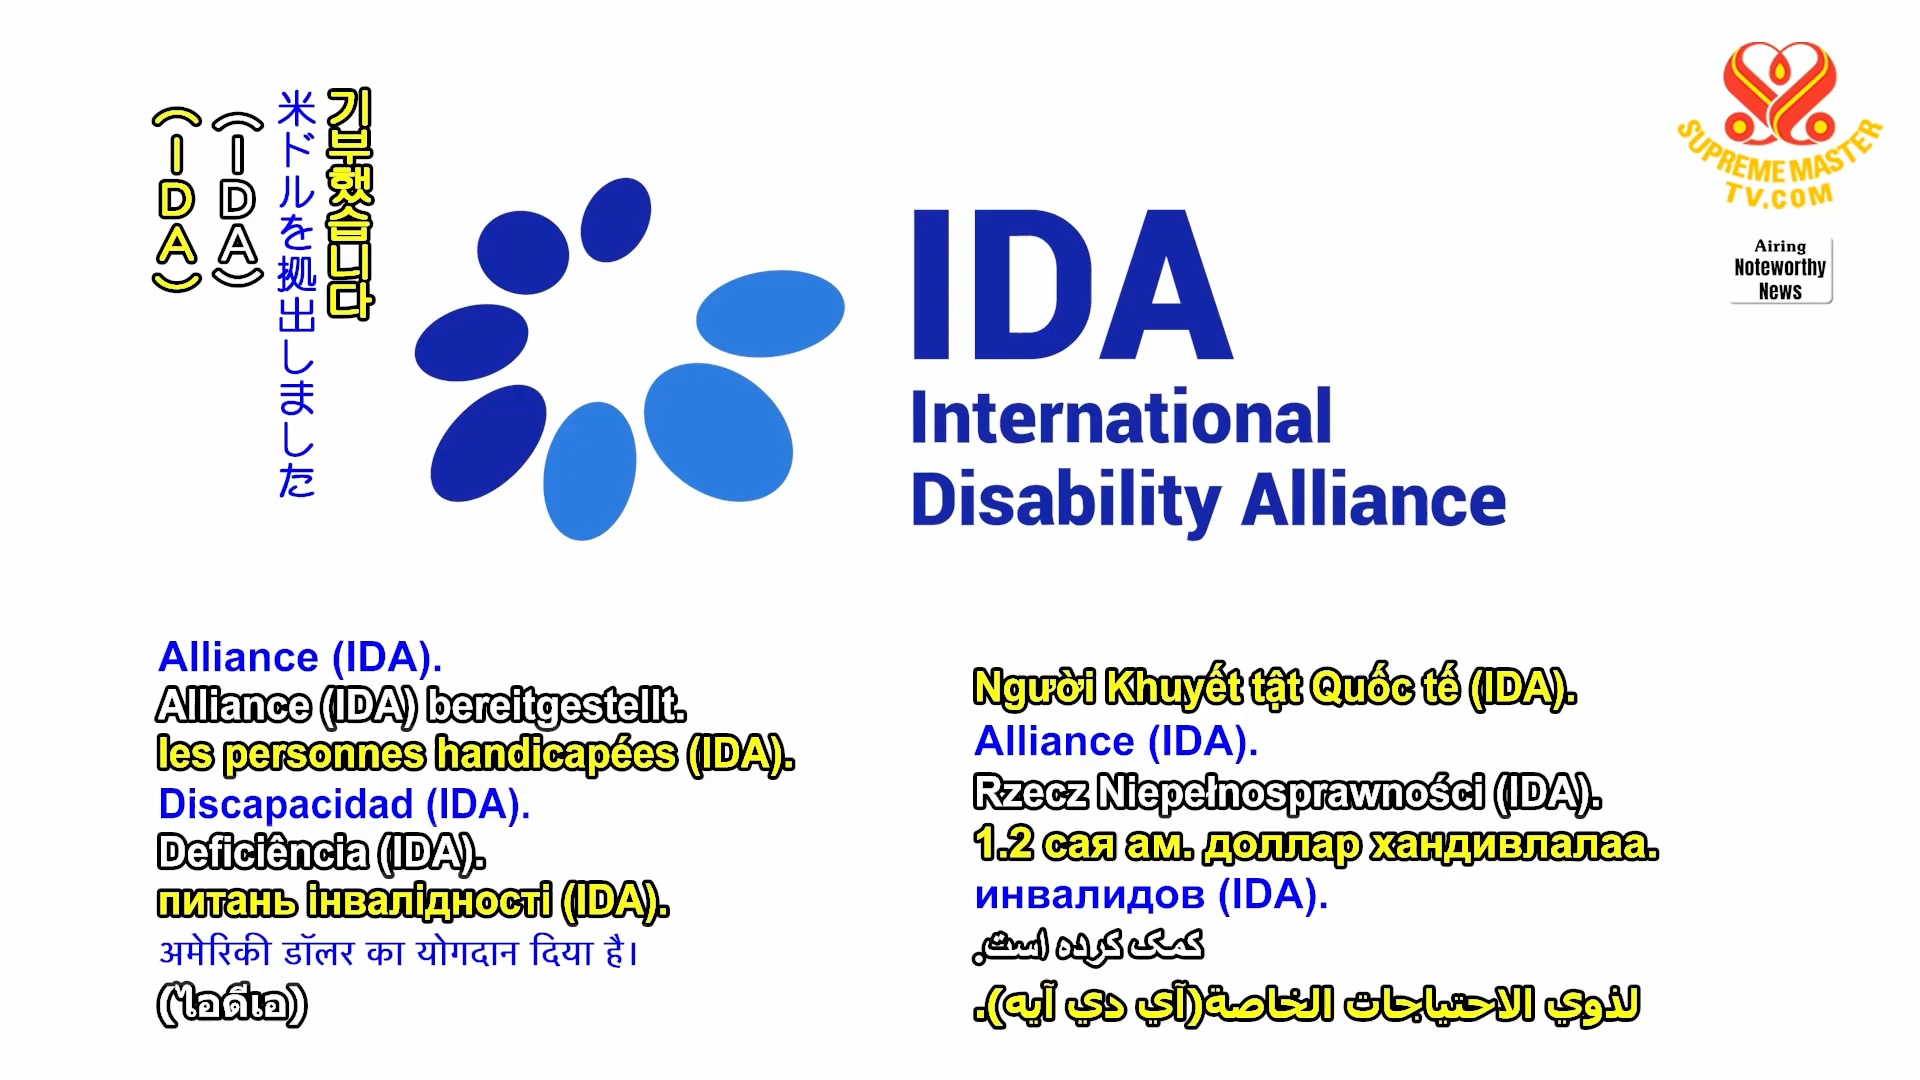 (IDA)
(IDA)
米ドルを拠出しました
기부했습니다
IDA
International
Disability Alliance
SUPREME MASTER
TV.COM
Airing
Noteworthy
News
Alliance (IDA).
Alliance (IDA) bereitgestellt.
les personnes handicapées (IDA).
Discapacidad (IDA).
Deficiência (IDA).
питань інвалідності (IDA).
अमेरिकी डॉलर का योगदान दिया है।
(ไอดีเอ)
Người Khuyết tật Quốc tế (IDA).
Alliance (IDA).
Rzecz Niepełnosprawności (IDA).
1.2 сая ам. доллар хандивлалаа.
инвалидов (IDA).
کمک کرده است.
لذوي الاحتياجات الخاصة(آي دي آيه).